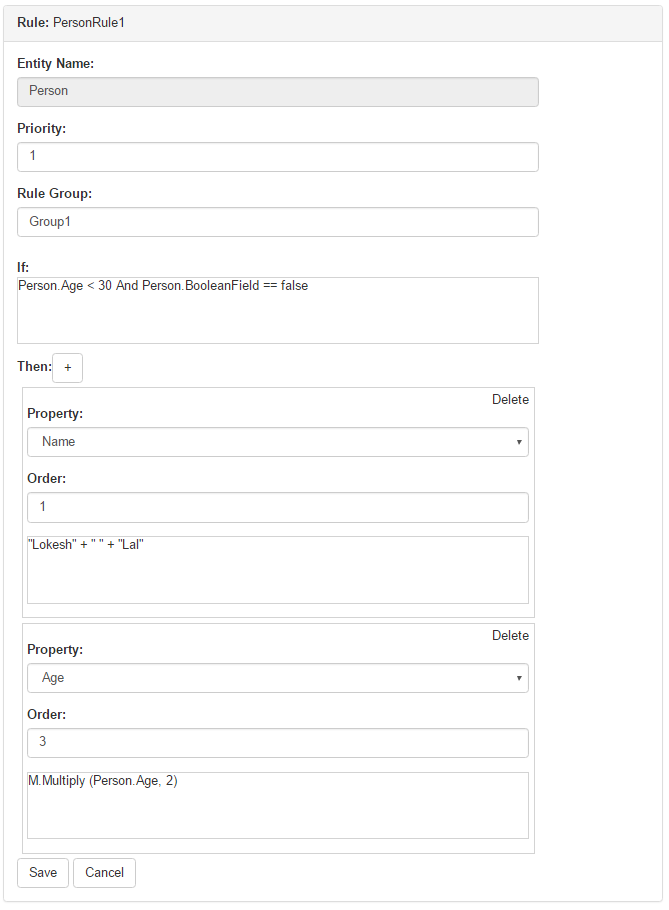 Rule: PersonRule1
Entity Name:
Person
Priority:
1
Rule Group:
Group1
If:
Person.Age < 30 And Person.BooleanField == false
Then: +
Delete
Property:
Name
Order:
1
"Lokesh" + " " + "Lal"
Delete
Property:
Age
Order:
3
M.Multiply (Person.Age, 2)
Save Cancel